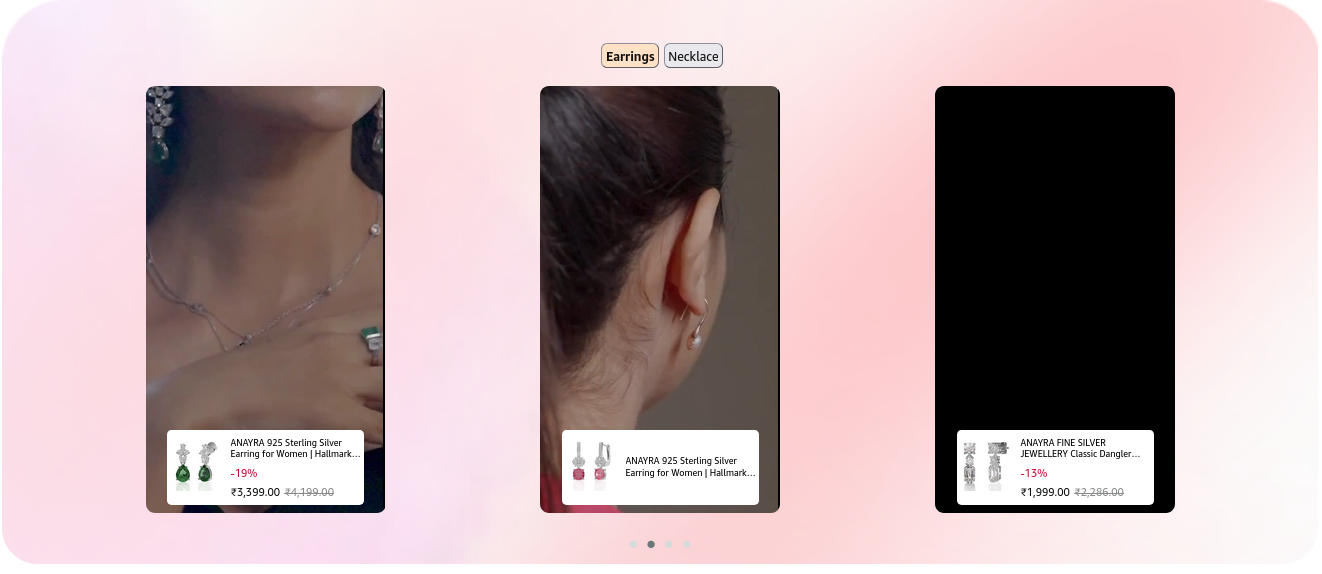 Earrings Necklace
ANAYRA 925 Sterling Silver
Earring for Women | Hallmark...
-19%
₹3,399.00 ₹4,199.00
ANAYRA 925 Sterling Silver
Earring for Women | Hallmark...
ANAYRA FINE SILVER
JEWELLERY Classic Dangler...
-13%
₹1,999.00 ₹2,286.00